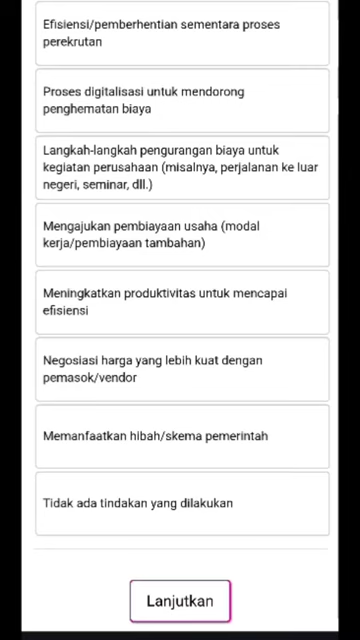 Efisiensi/pemberhentian sementara proses
perekrutan
Proses digitalisasi untuk mendorong
penghematan biaya
Langkah-langkah pengurangan biaya untuk
kegiatan perusahaan (misalnya, perjalanan ke luar
negeri, seminar, dll.)
Mengajukan pembiayaan usaha (modal
kerja/pembiayaan tambahan)
Meningkatkan produktivitas untuk mencapai
efisiensi
Negosiasi harga yang lebih kuat dengan
pemasok/vendor
Memanfaatkan hibah/skema pemerintah
Tidak ada tindakan yang dilakukan
Lanjutkan